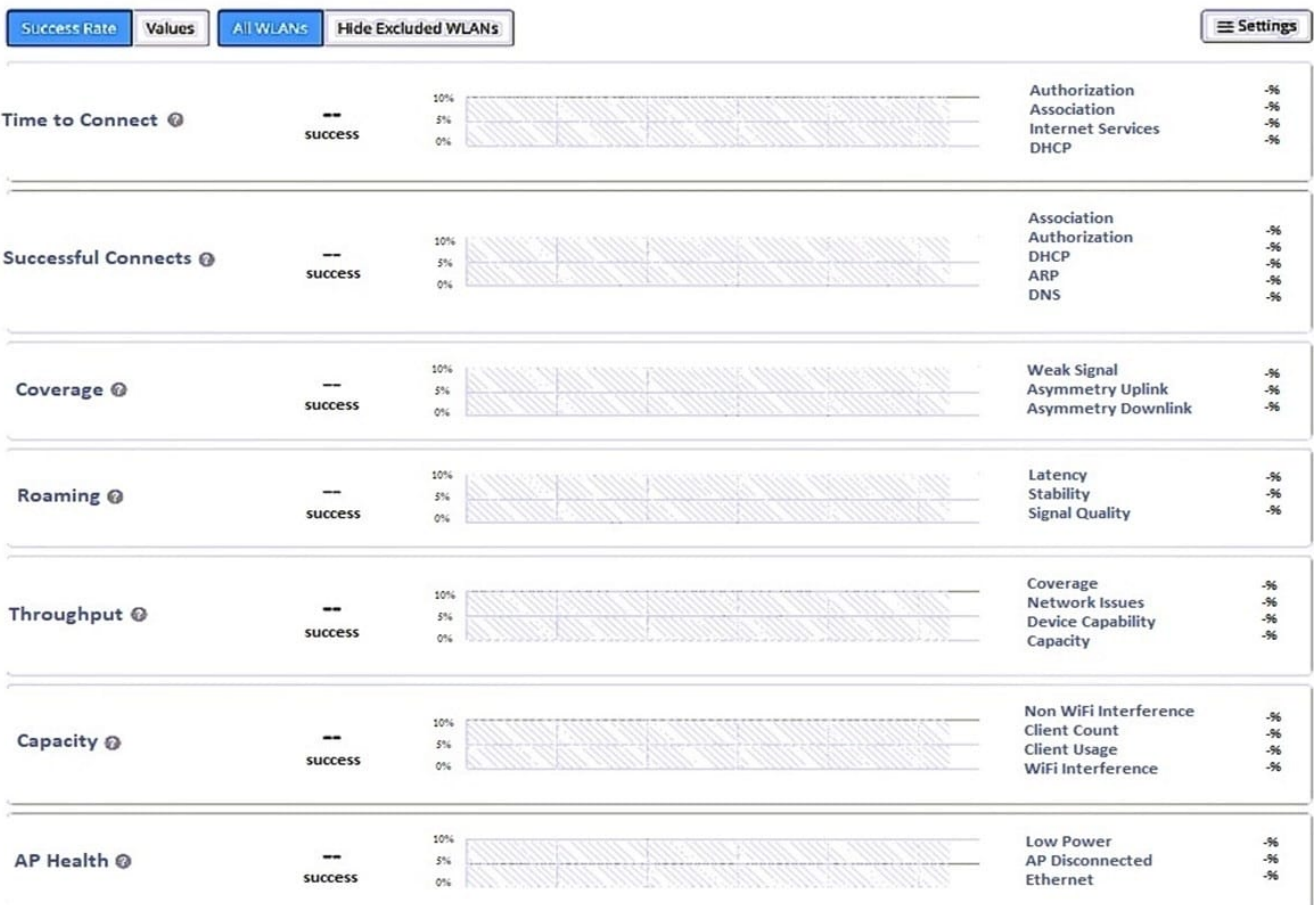 Success Rate Values All WLANs Hide Excluded WLANs Settings
Time to Connect
--
success
10%
5%
0%
Authorization -%
Association -%
Internet Services -%
DHCP -%
Successful Connects
--
success
10%
5%
0%
Association -%
Authorization -%
DHCP -%
ARP -%
DNS -%
Coverage
--
success
10%
5%
0%
Weak Signal -%
Asymmetry Uplink -%
Asymmetry Downlink -%
Roaming
--
success
10%
5%
0%
Latency -%
Stability -%
Signal Quality -%
Throughput
--
success
10%
5%
0%
Coverage -%
Network Issues -%
Device Capability -%
Capacity -%
Capacity
--
success
10%
5%
0%
Non WiFi Interference -%
Client Count -%
Client Usage -%
WiFi Interference -%
AP Health
--
success
10%
5%
0%
Low Power -%
AP Disconnected -%
Ethernet -%